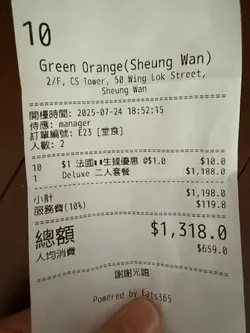 10
Green Orange(Sheung Wan)
2/F, CS Tower, 50 Wing Lok Street,
Sheung Wan
開檯時間: 2025-07-24 18:52:15
侍應: manager
訂單編號: E23 [堂食]
人數: 2
10 $1 法國生蠔優惠 @$1.0 $10.0
1 Deluxe 二人套餐 $1,188.0
小計 $1,198.0
服務費(10%) $119.8
總額 $1,318.0
人均消費 $659.0
謝謝光臨
Powered by Eats365